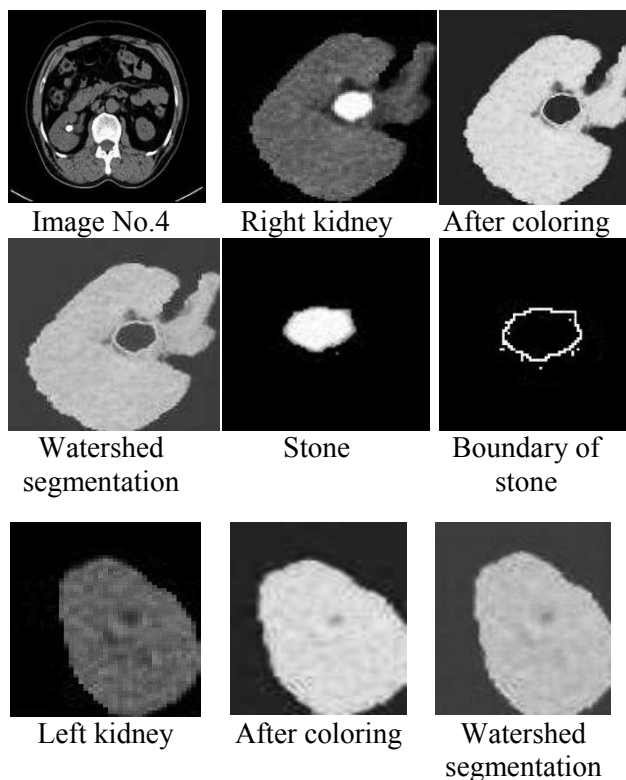 Image No.4
Right kidney
After coloring
Watershed
segmentation
Stone
Boundary of
stone
Left kidney
After coloring
Watershed
segmentation